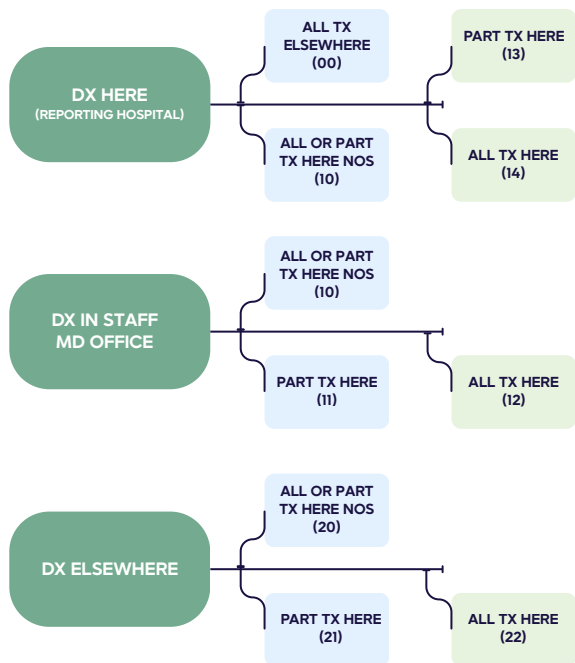 DX HERE
(REPORTING HOSPITAL)
ALL TX
ELSEWHERE
(00)
ALL OR PART
TX HERE NOS
(10)
PART TX HERE
(13)
ALL TX HERE
(14)
DX IN STAFF
MD OFFICE
ALL OR PART
TX HERE NOS
(10)
PART TX HERE
(11)
ALL TX HERE
(12)
DX ELSEWHERE
ALL OR PART
TX HERE NOS
(20)
PART TX HERE
(21)
ALL TX HERE
(22)